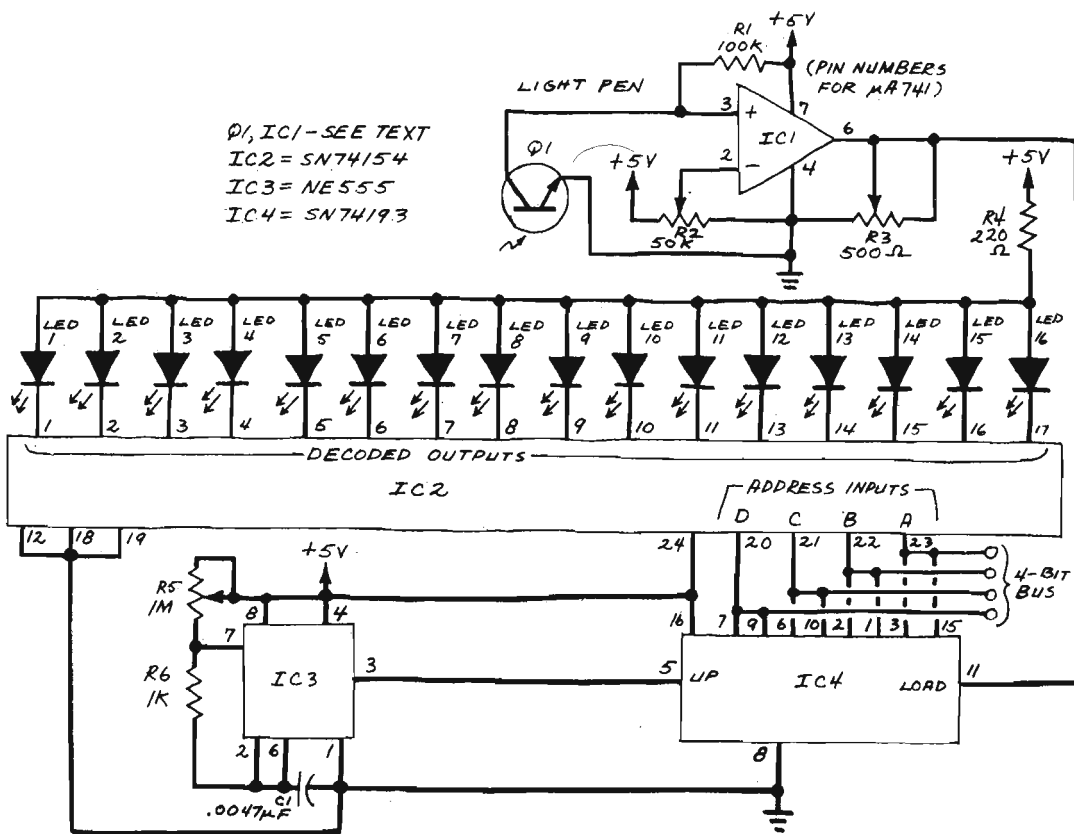 +5V
R1
100K
(PIN NUMBERS
FOR µA741)
LIGHT PEN
3
+
7
IC1
6
2
−
4
Q1, IC1 - SEE TEXT
IC2 = SN74154
IC3 = NE555
IC4 = SN74193
Q1
+5V
R2
50K
R3
500Ω
+5V
R4
220
Ω
LED
1
LED
2
LED
3
LED
4
LED
5
LED
6
LED
7
LED
8
LED
9
LED
10
LED
11
LED
12
LED
13
LED
14
LED
15
LED
16
1 2 3 4 5 6 7 8 9 10 11 13 14 15 16 17
DECODED OUTPUTS
IC2
ADDRESS INPUTS
D C B A
12 18 19
24 20 21 22 23
4-BIT
BUS
+5V
R5
1M
8 4
7
IC3
3
R6
1K
2 6 1
C1
.0047µF
16 7 9 6 10 2 1 3 15
5 UP
IC4
LOAD 11
8